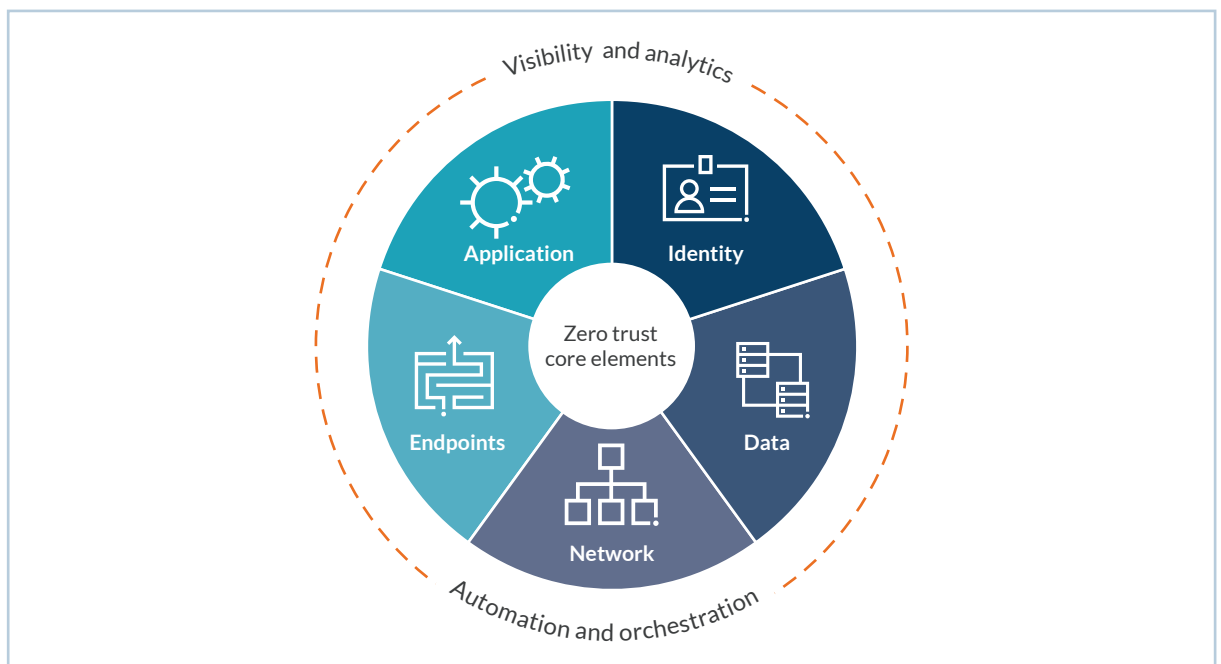 Visibility and analytics
Application
Identity
Zero trust
core elements
Endpoints
Data
Network
Automation and orchestration